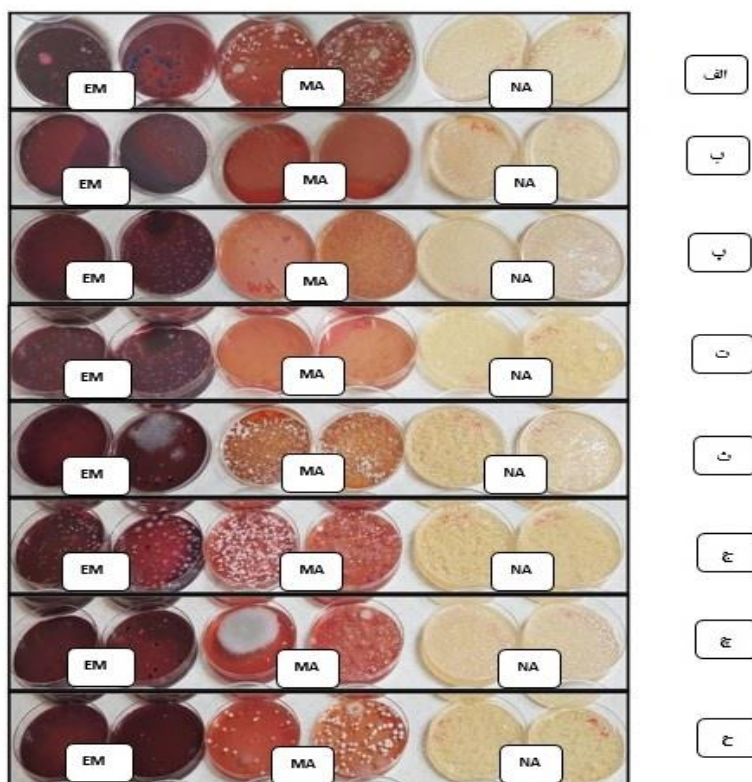 EM MA NA الف
EM MA NA ب
EM MA NA پ
EM MA NA ت
EM MA NA ث
EM MA NA ج
EM MA NA چ
EM MA NA ح